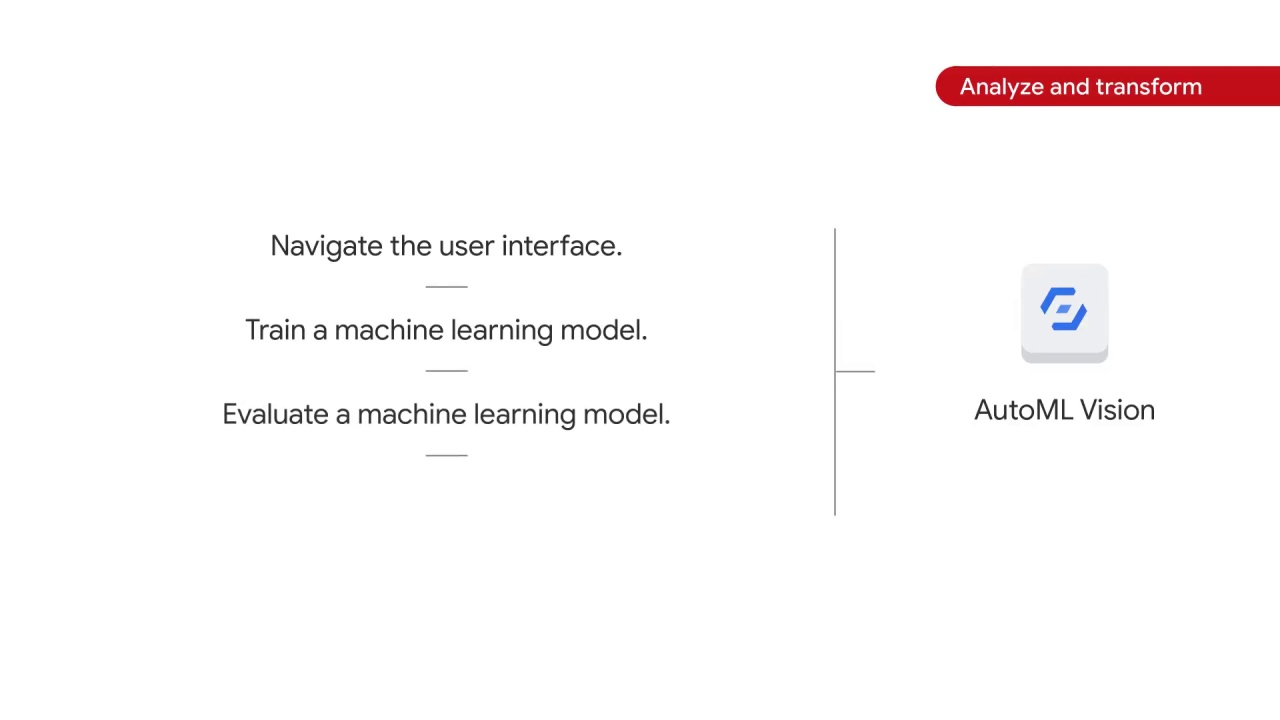 Analyze and transform
Navigate the user interface.
Train a machine learning model.
Evaluate a machine learning model.
AutoML Vision